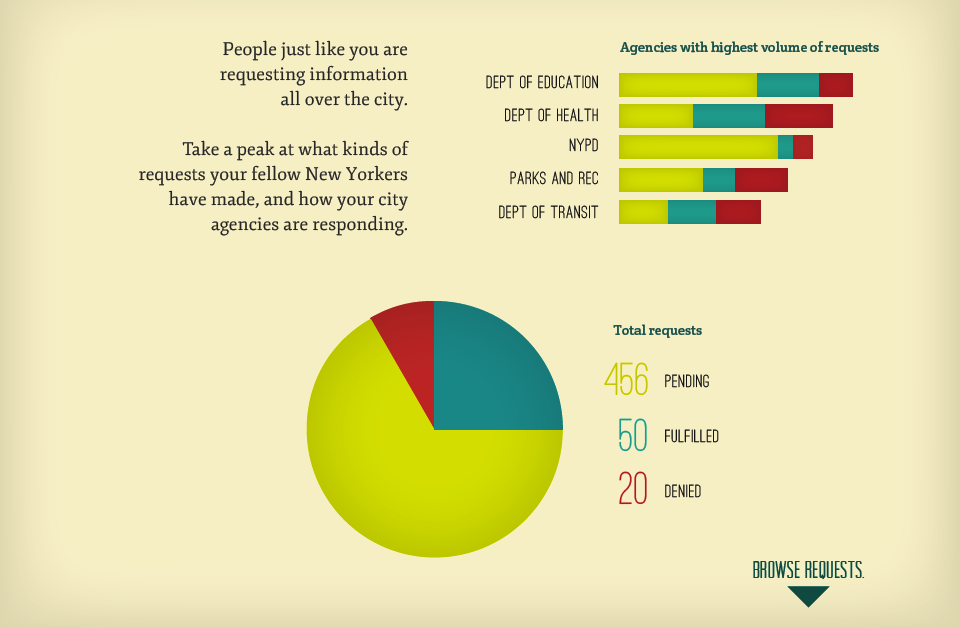 People just like you are
requesting information
all over the city.
Take a peak at what kinds of
requests your fellow New Yorkers
have made, and how your city
agencies are responding.
Agencies with highest volume of requests
DEPT OF EDUCATION
DEPT OF HEALTH
NYPD
PARKS AND REC
DEPT OF TRANSIT
Total requests
456 PENDING
50 FULFILLED
20 DENIED
BROWSE REQUESTS.